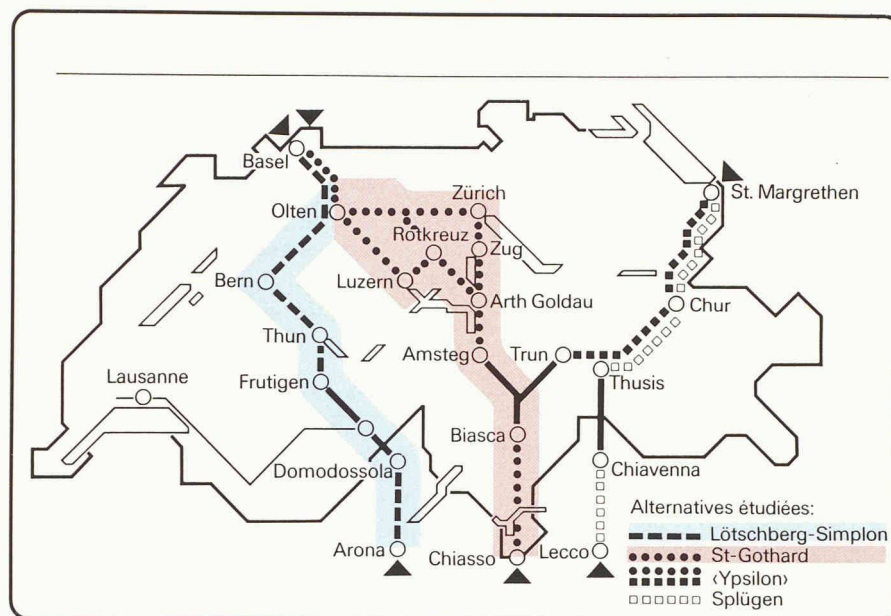 Basel
St. Margrethen
Zürich
Olten
Rotkreuz
Zug
Bern
Luzern
Arth Goldau
Chur
Thun
Amsteg
Trun
Lausanne
Frutigen
Thusis
Biasca
Domodossola
Chiavenna
Alternatives étudiées:
Lötschberg-Simplon
Arona
Chiasso
Lecco
St-Gothard
‹Ypsilon›
Splügen